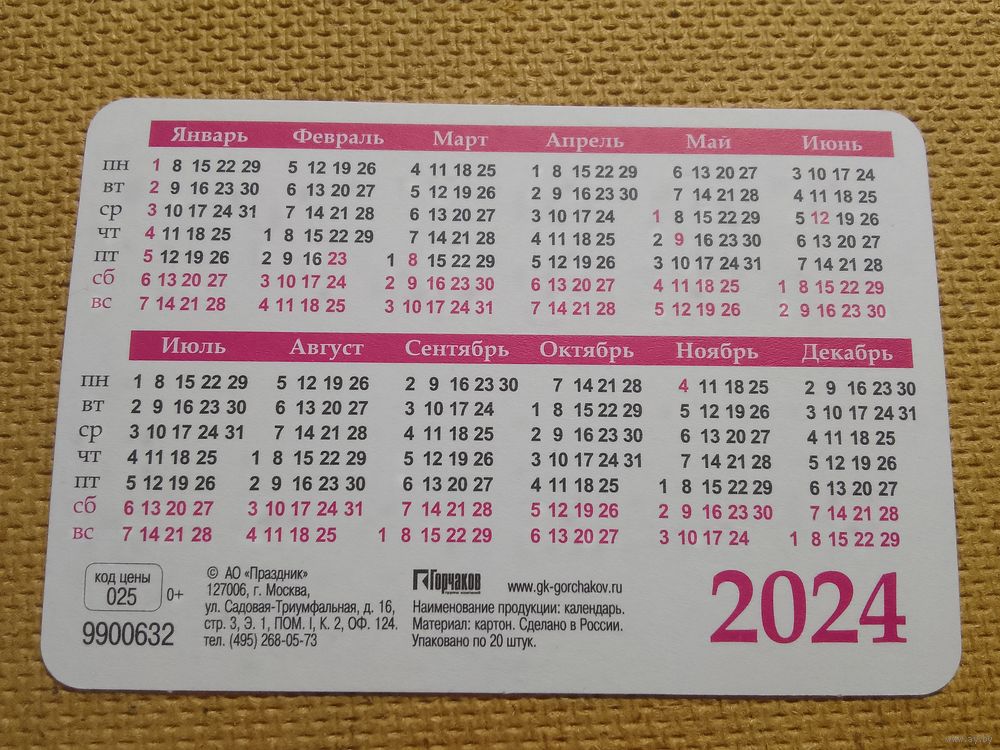 Январь Февраль Март Апрель Май Июнь
пн 1 8 15 22 29 5 12 19 26 4 11 18 25 1 8 15 22 29 6 13 20 27 3 10 17 24
вт 2 9 16 23 30 6 13 20 27 5 12 19 26 2 9 16 23 30 7 14 21 28 4 11 18 25
ср 3 10 17 24 31 7 14 21 28 6 13 20 27 3 10 17 24 1 8 15 22 29 5 12 19 26
чт 4 11 18 25 1 8 15 22 29 7 14 21 28 4 11 18 25 2 9 16 23 30 6 13 20 27
пт 5 12 19 26 2 9 16 23 1 8 15 22 29 5 12 19 26 3 10 17 24 31 7 14 21 28
сб 6 13 20 27 3 10 17 24 2 9 16 23 30 6 13 20 27 4 11 18 25 1 8 15 22 29
вс 7 14 21 28 4 11 18 25 3 10 17 24 31 7 14 21 28 5 12 19 26 2 9 16 23 30
Июль Август Сентябрь Октябрь Ноябрь Декабрь
пн 1 8 15 22 29 5 12 19 26 2 9 16 23 30 7 14 21 28 4 11 18 25 2 9 16 23 30
вт 2 9 16 23 30 6 13 20 27 3 10 17 24 1 8 15 22 29 5 12 19 26 3 10 17 24 31
ср 3 10 17 24 31 7 14 21 28 4 11 18 25 2 9 16 23 30 6 13 20 27 4 11 18 25
чт 4 11 18 25 1 8 15 22 29 5 12 19 26 3 10 17 24 31 7 14 21 28 5 12 19 26
пт 5 12 19 26 2 9 16 23 30 6 13 20 27 4 11 18 25 1 8 15 22 29 6 13 20 27
сб 6 13 20 27 3 10 17 24 31 7 14 21 28 5 12 19 26 2 9 16 23 30 7 14 21 28
вс 7 14 21 28 4 11 18 25 1 8 15 22 29 6 13 20 27 3 10 17 24 1 8 15 22 29
код цены
025
0+
9900632
© АО «Праздник»
127006, г. Москва,
ул. Садовая-Триумфальная, д. 16,
стр. 3, Э. 1, ПОМ. I, К. 2, ОФ. 124.
тел. (495) 268-05-73
Горчаков
группа компаний
www.gk-gorchakov.ru
Наименование продукции: календарь.
Материал: картон. Сделано в России.
Упаковано по 20 штук.
2024
www.ay.by